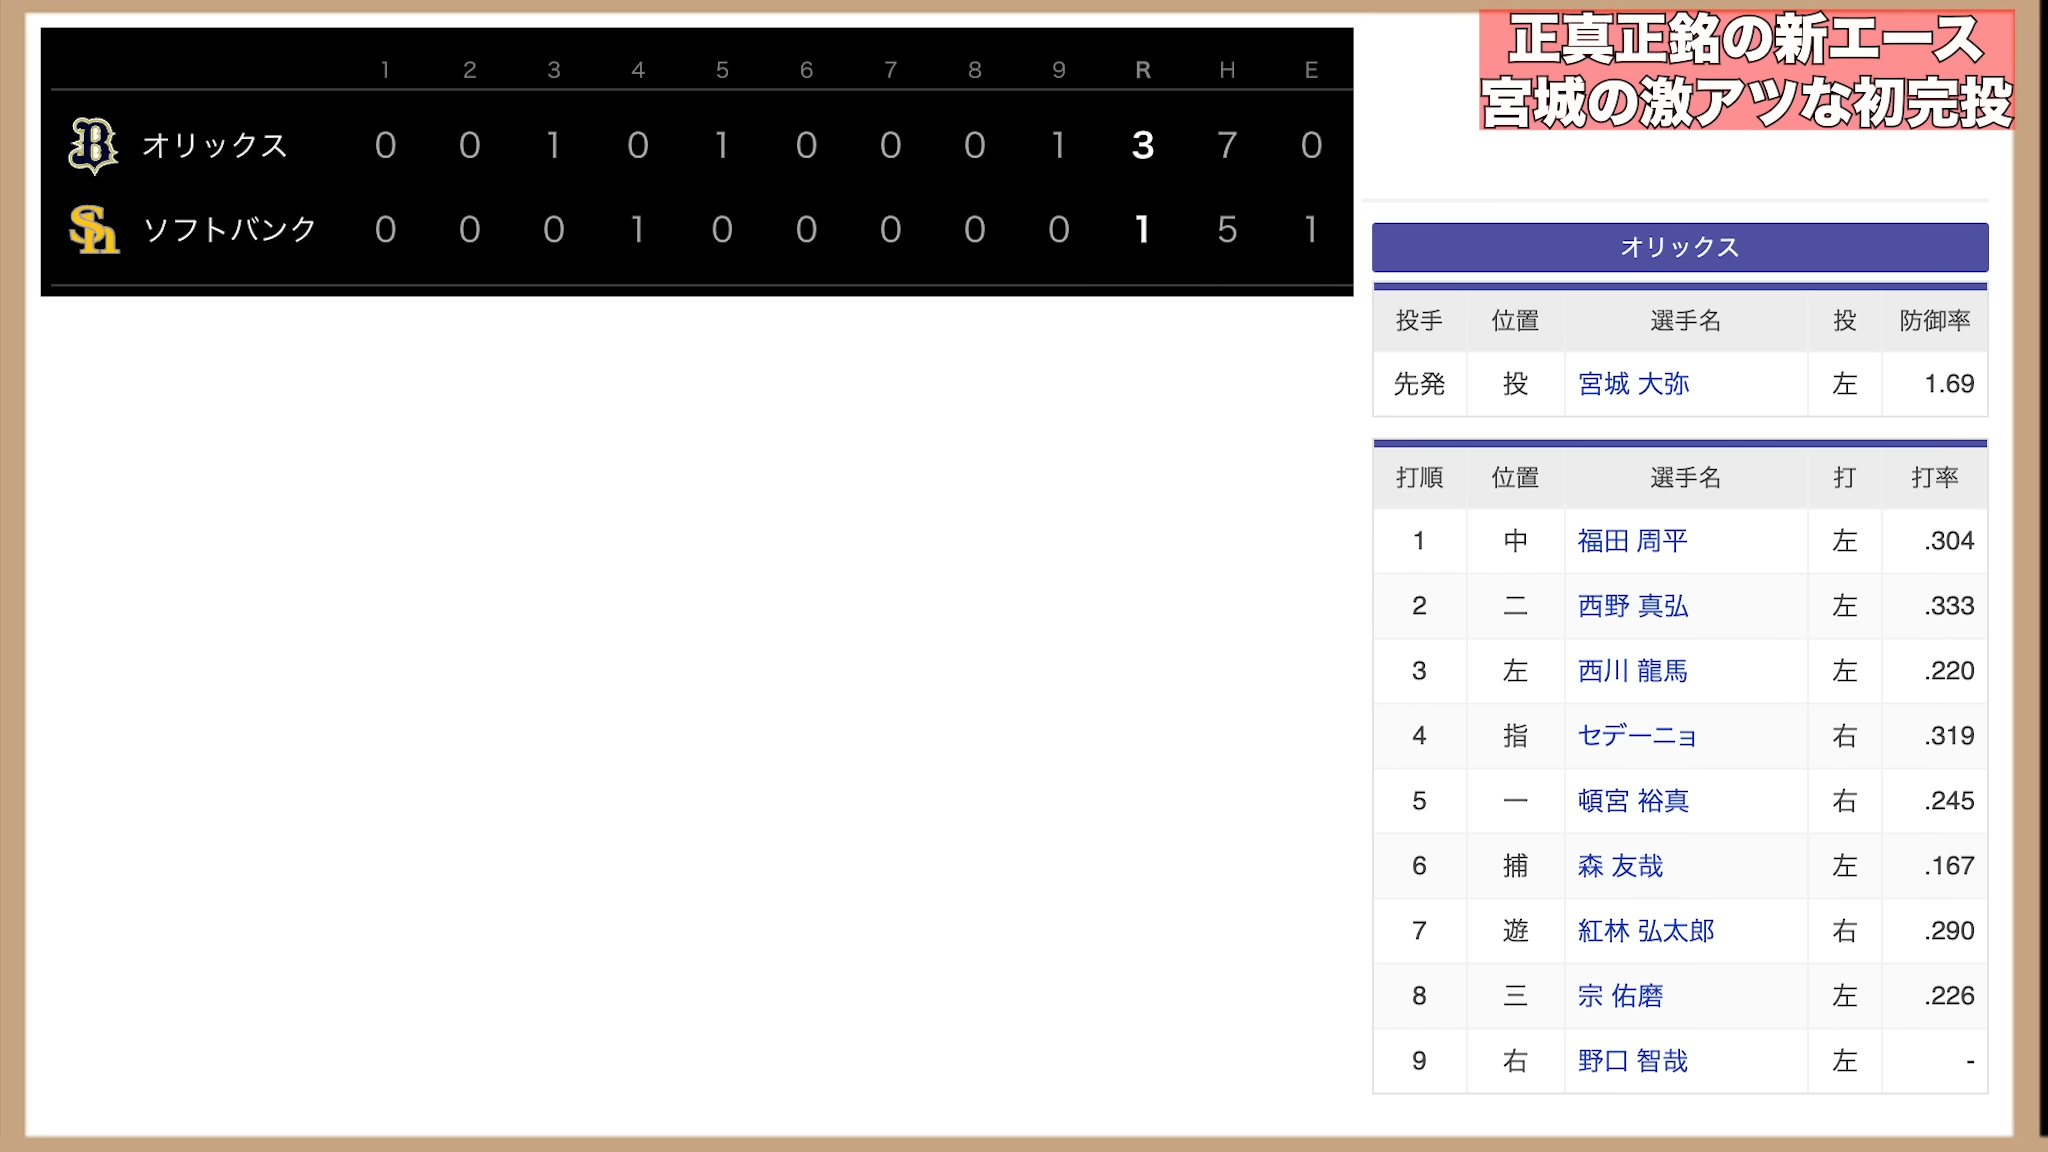 正真正銘の新エース
宮城の激アツな初完投
1 2 3 4 5 6 7 8 9 R H E
B オリックス 0 0 1 0 1 0 0 0 1 3 7 0
Sh ソフトバンク 0 0 0 1 0 0 0 0 0 1 5 1
オリックス
投手 位置 選手名 投 防御率
先発 投 宮城 大弥 左 1.69
打順 位置 選手名 打 打率
1 中 福田 周平 左 .304
2 二 西野 真弘 左 .333
3 左 西川 龍馬 左 .220
4 指 セデーニョ 右 .319
5 一 頓宮 裕真 右 .245
6 捕 森 友哉 左 .167
7 遊 紅林 弘太郎 右 .290
8 三 宗 佑磨 左 .226
9 右 野口 智哉 左 -